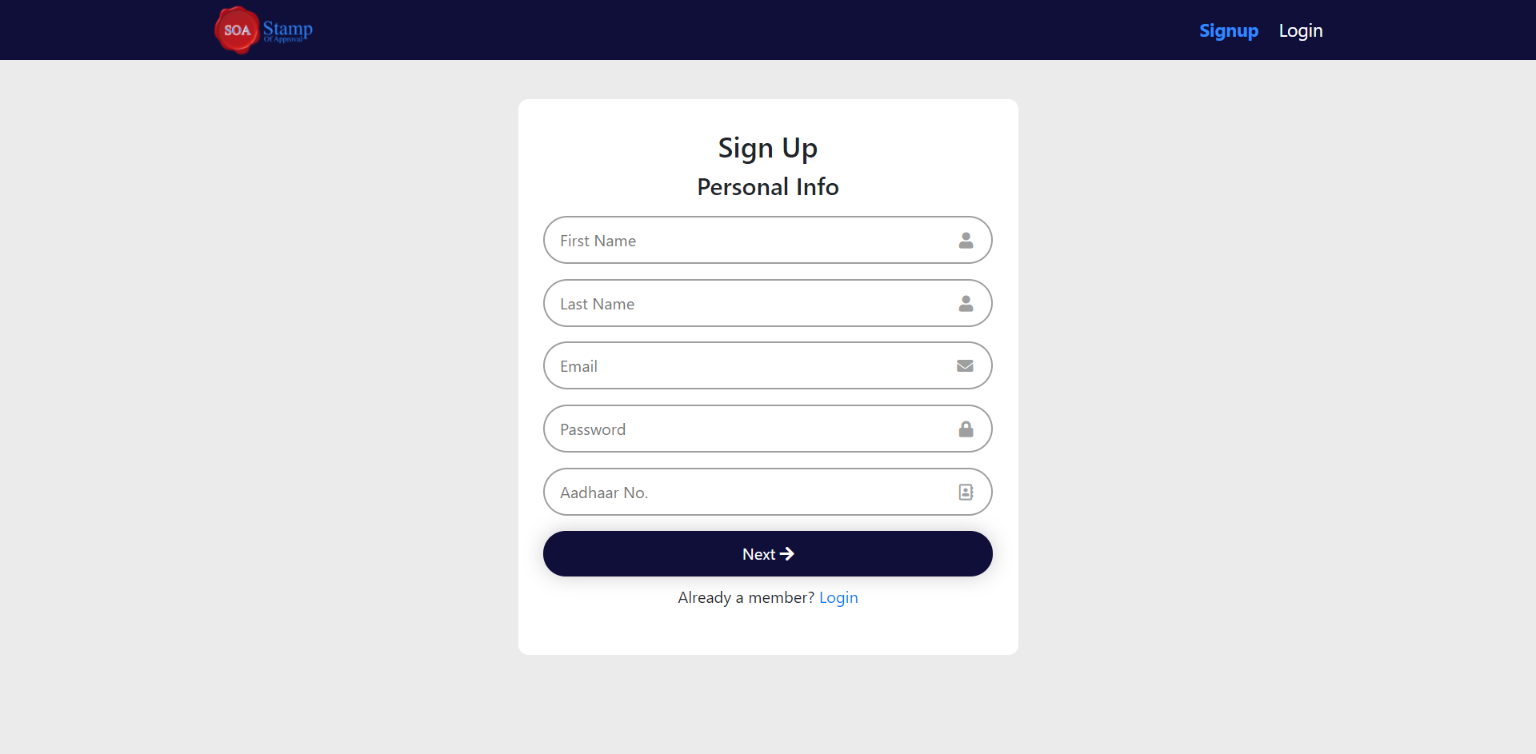 SOA
Stamp
Of Approval
Signup
Login
Sign Up
Personal Info
First Name
Last Name
Email
Password
Aadhaar No.
Next
Already a member? Login